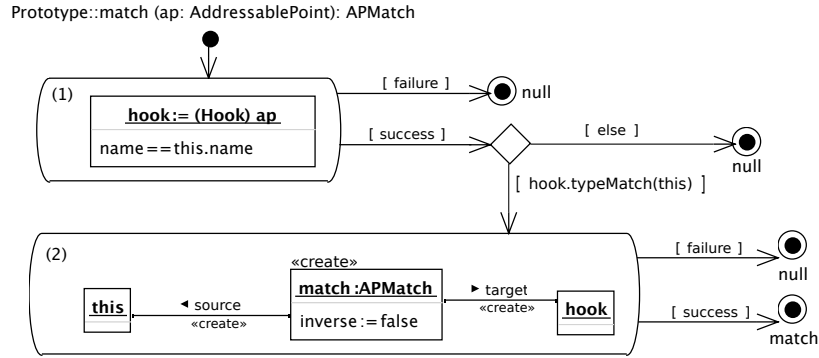 Prototype::match (ap: AddressablePoint): APMatch
(1)
hook:= (Hook) ap
name==this.name
[ failure ]
null
[ success ]
[ else ]
null
[ hook.typeMatch(this) ]
(2)
«create»
this
◄ source
«create»
match :APMatch
inverse:=false
► target
«create»
hook
[ failure ]
null
[ success ]
match